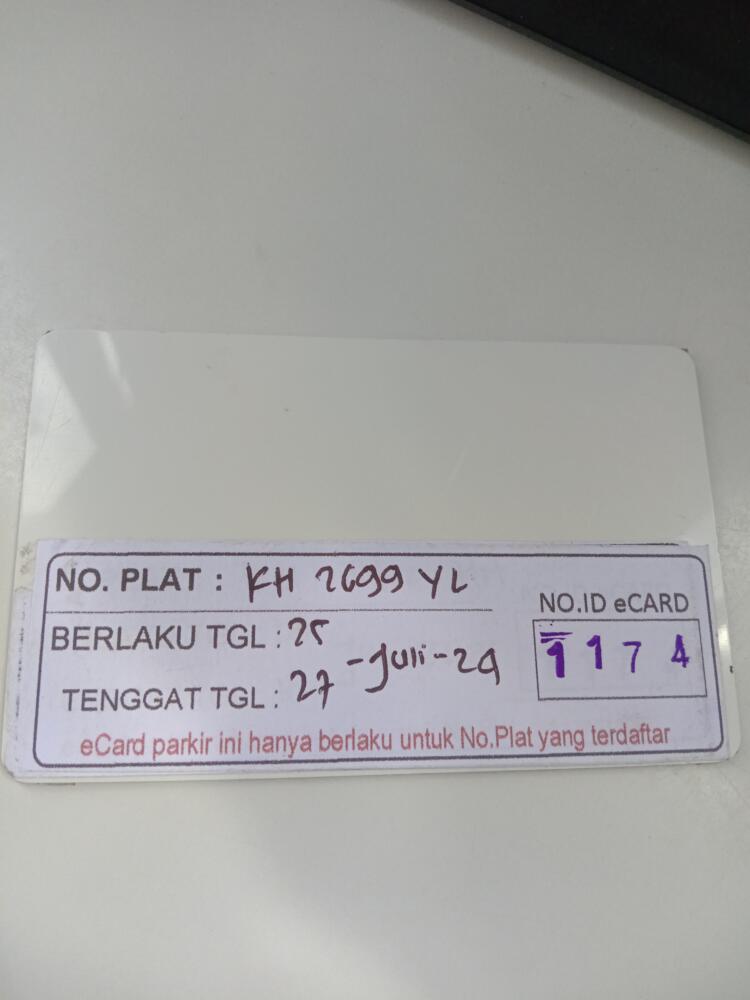 NO. PLAT : KH 2699 YL
BERLAKU TGL : 25
-Juli-24
TENGGAT TGL : 27
NO.ID eCARD
1174
eCard parkir ini hanya berlaku untuk No.Plat yang terdaftar